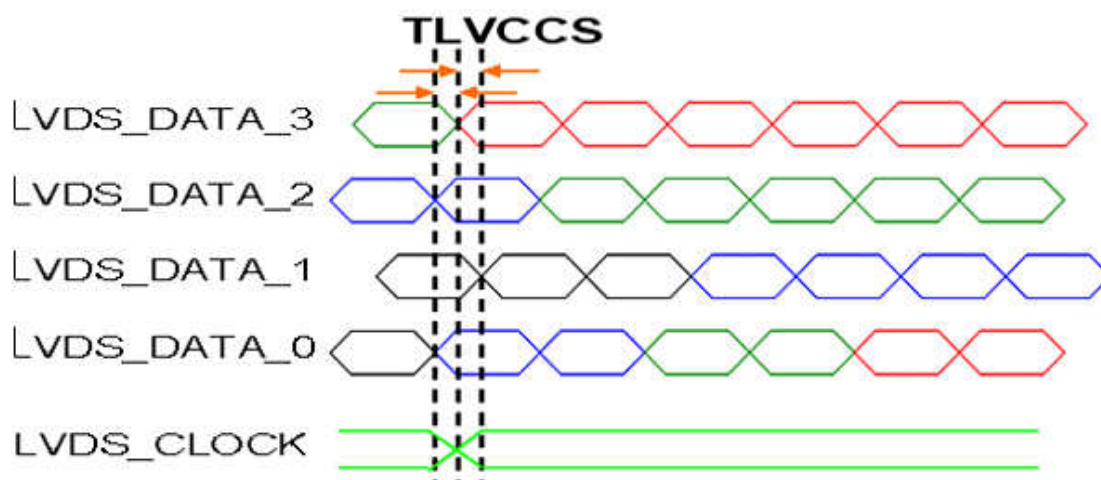 TLVCCS
LVDS_DATA_3
LVDS_DATA_2
LVDS_DATA_1
LVDS_DATA_0
LVDS_CLOCK